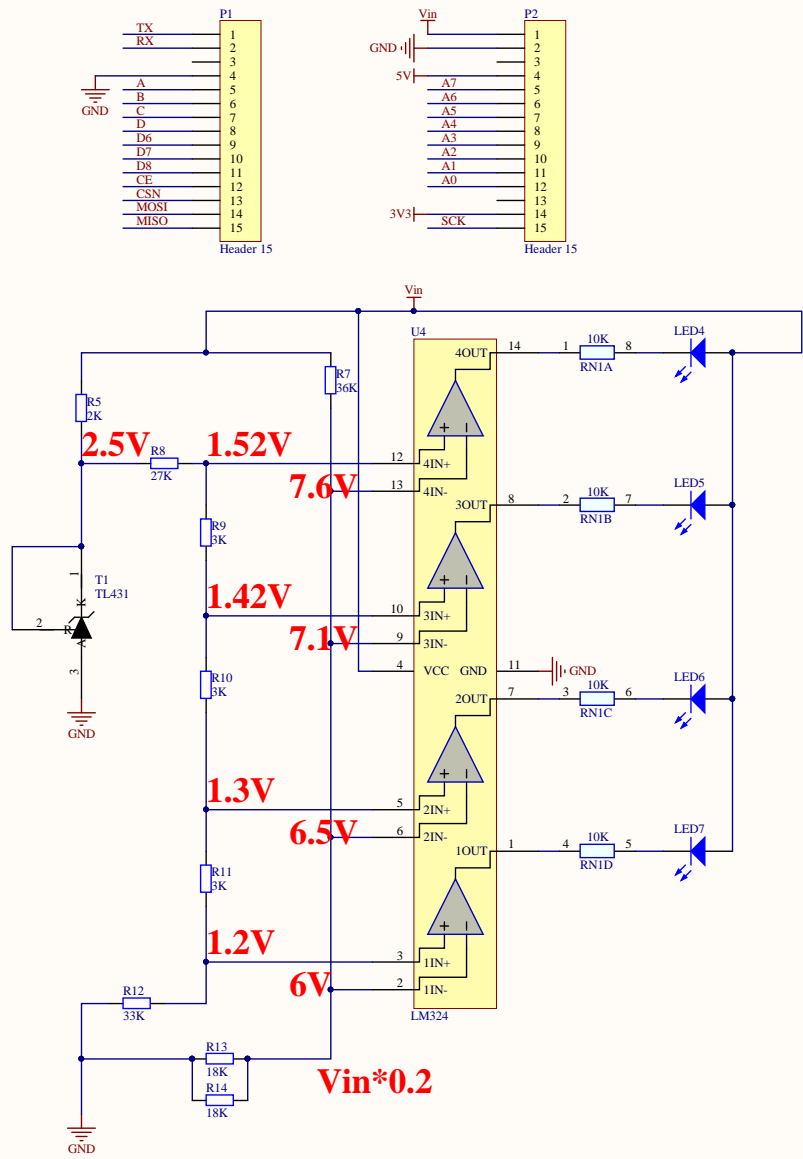 P1
TX 1
RX 2
3
4
GND
A 5
B 6
C 7
D 8
D6 9
D7 10
D8 11
CE 12
CSN 13
MOSI 14
MISO 15
Header 15
P2
Vin 1
GND 2
3
5V 4
A7 5
A6 6
A5 7
A4 8
A3 9
A2 10
A1 11
A0 12
13
3V3 14
SCK 15
Header 15
Vin
U4
R5
2K
R7
36K
2.5V
R8
27K
1.52V
7.6V
R9
3K
1
K
T1
TL431
2
R
A
3
GND
1.42V
7.1V
R10
3K
1.3V
6.5V
R11
3K
1.2V
6V
R12
33K
R13
18K
R14
18K
GND
Vin*0.2
12 4IN+
13 4IN-
10 3IN+
9 3IN-
4 VCC
GND 11 GND
5 2IN+
6 2IN-
3 1IN+
2 1IN-
LM324
+ −
+ −
+ −
+ −
4OUT 14
1 10K 8
RN1A
LED4
3OUT 8
2 10K 7
RN1B
LED5
2OUT 7
3 10K 6
RN1C
LED6
1OUT 1
4 10K 5
RN1D
LED7